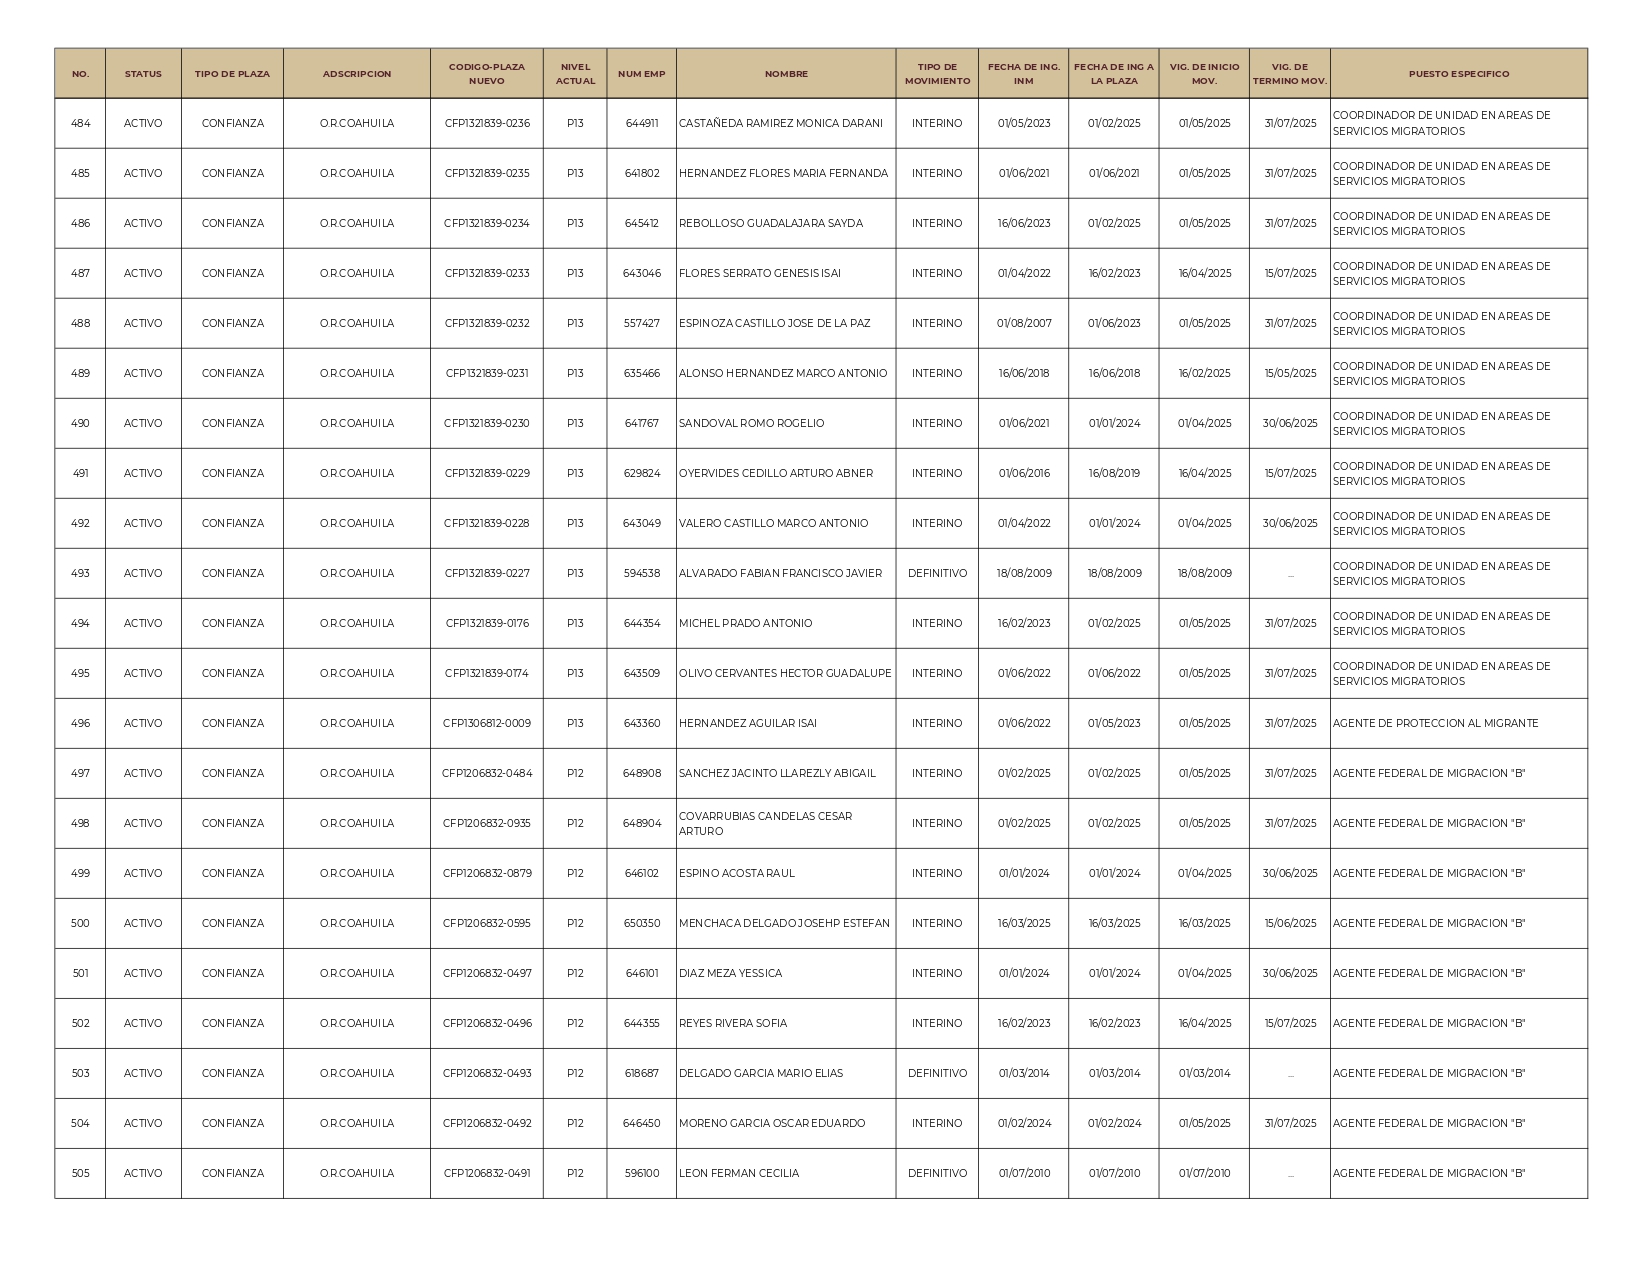 NO. STATUS TIPO DE PLAZA ADSCRIPCION CODIGO-PLAZA NUEVO NIVEL ACTUAL NUM EMP NOMBRE TIPO DE MOVIMIENTO FECHA DE ING. INM FECHA DE ING A LA PLAZA VIG. DE INICIO MOV. VIG. DE TERMINO MOV. PUESTO ESPECIFICO
484 ACTIVO CONFIANZA O.R.COAHUILA CFP1321839-0236 P13 644911 CASTAÑEDA RAMIREZ MONICA DARANI INTERINO 01/05/2023 01/02/2025 01/05/2025 31/07/2025 COORDINADOR DE UNIDAD EN AREAS DE SERVICIOS MIGRATORIOS
485 ACTIVO CONFIANZA O.R.COAHUILA CFP1321839-0235 P13 641802 HERNANDEZ FLORES MARIA FERNANDA INTERINO 01/06/2021 01/06/2021 01/05/2025 31/07/2025 COORDINADOR DE UNIDAD EN AREAS DE SERVICIOS MIGRATORIOS
486 ACTIVO CONFIANZA O.R.COAHUILA CFP1321839-0234 P13 645412 REBOLLOSO GUADALAJARA SAYDA INTERINO 16/06/2023 01/02/2025 01/05/2025 31/07/2025 COORDINADOR DE UNIDAD EN AREAS DE SERVICIOS MIGRATORIOS
487 ACTIVO CONFIANZA O.R.COAHUILA CFP1321839-0233 P13 643046 FLORES SERRATO GENESIS ISAI INTERINO 01/04/2022 16/02/2023 16/04/2025 15/07/2025 COORDINADOR DE UNIDAD EN AREAS DE SERVICIOS MIGRATORIOS
488 ACTIVO CONFIANZA O.R.COAHUILA CFP1321839-0232 P13 557427 ESPINOZA CASTILLO JOSE DE LA PAZ INTERINO 01/08/2007 01/06/2023 01/05/2025 31/07/2025 COORDINADOR DE UNIDAD EN AREAS DE SERVICIOS MIGRATORIOS
489 ACTIVO CONFIANZA O.R.COAHUILA CFP1321839-0231 P13 635466 ALONSO HERNANDEZ MARCO ANTONIO INTERINO 16/06/2018 16/06/2018 16/02/2025 15/05/2025 COORDINADOR DE UNIDAD EN AREAS DE SERVICIOS MIGRATORIOS
490 ACTIVO CONFIANZA O.R.COAHUILA CFP1321839-0230 P13 641767 SANDOVAL ROMO ROGELIO INTERINO 01/06/2021 01/01/2024 01/04/2025 30/06/2025 COORDINADOR DE UNIDAD EN AREAS DE SERVICIOS MIGRATORIOS
491 ACTIVO CONFIANZA O.R.COAHUILA CFP1321839-0229 P13 629824 OYERVIDES CEDILLO ARTURO ABNER INTERINO 01/06/2016 16/08/2019 16/04/2025 15/07/2025 COORDINADOR DE UNIDAD EN AREAS DE SERVICIOS MIGRATORIOS
492 ACTIVO CONFIANZA O.R.COAHUILA CFP1321839-0228 P13 643049 VALERO CASTILLO MARCO ANTONIO INTERINO 01/04/2022 01/01/2024 01/04/2025 30/06/2025 COORDINADOR DE UNIDAD EN AREAS DE SERVICIOS MIGRATORIOS
493 ACTIVO CONFIANZA O.R.COAHUILA CFP1321839-0227 P13 594538 ALVARADO FABIAN FRANCISCO JAVIER DEFINITIVO 18/08/2009 18/08/2009 18/08/2009 ... COORDINADOR DE UNIDAD EN AREAS DE SERVICIOS MIGRATORIOS
494 ACTIVO CONFIANZA O.R.COAHUILA CFP1321839-0176 P13 644354 MICHEL PRADO ANTONIO INTERINO 16/02/2023 01/02/2025 01/05/2025 31/07/2025 COORDINADOR DE UNIDAD EN AREAS DE SERVICIOS MIGRATORIOS
495 ACTIVO CONFIANZA O.R.COAHUILA CFP1321839-0174 P13 643509 OLIVO CERVANTES HECTOR GUADALUPE INTERINO 01/06/2022 01/06/2022 01/05/2025 31/07/2025 COORDINADOR DE UNIDAD EN AREAS DE SERVICIOS MIGRATORIOS
496 ACTIVO CONFIANZA O.R.COAHUILA CFP1306812-0009 P13 643360 HERNANDEZ AGUILAR ISAI INTERINO 01/06/2022 01/05/2023 01/05/2025 31/07/2025 AGENTE DE PROTECCION AL MIGRANTE
497 ACTIVO CONFIANZA O.R.COAHUILA CFP1206832-0484 P12 648908 SANCHEZ JACINTO LLAREZLY ABIGAIL INTERINO 01/02/2025 01/02/2025 01/05/2025 31/07/2025 AGENTE FEDERAL DE MIGRACION "B"
498 ACTIVO CONFIANZA O.R.COAHUILA CFP1206832-0935 P12 648904 COVARRUBIAS CANDELAS CESAR ARTURO INTERINO 01/02/2025 01/02/2025 01/05/2025 31/07/2025 AGENTE FEDERAL DE MIGRACION "B"
499 ACTIVO CONFIANZA O.R.COAHUILA CFP1206832-0879 P12 646102 ESPINO ACOSTA RAUL INTERINO 01/01/2024 01/01/2024 01/04/2025 30/06/2025 AGENTE FEDERAL DE MIGRACION "B"
500 ACTIVO CONFIANZA O.R.COAHUILA CFP1206832-0595 P12 650350 MENCHACA DELGADO JOSEHP ESTEFAN INTERINO 16/03/2025 16/03/2025 16/03/2025 15/06/2025 AGENTE FEDERAL DE MIGRACION "B"
501 ACTIVO CONFIANZA O.R.COAHUILA CFP1206832-0497 P12 646101 DIAZ MEZA YESSICA INTERINO 01/01/2024 01/01/2024 01/04/2025 30/06/2025 AGENTE FEDERAL DE MIGRACION "B"
502 ACTIVO CONFIANZA O.R.COAHUILA CFP1206832-0496 P12 644355 REYES RIVERA SOFIA INTERINO 16/02/2023 16/02/2023 16/04/2025 15/07/2025 AGENTE FEDERAL DE MIGRACION "B"
503 ACTIVO CONFIANZA O.R.COAHUILA CFP1206832-0493 P12 618687 DELGADO GARCIA MARIO ELIAS DEFINITIVO 01/03/2014 01/03/2014 01/03/2014 ... AGENTE FEDERAL DE MIGRACION "B"
504 ACTIVO CONFIANZA O.R.COAHUILA CFP1206832-0492 P12 646450 MORENO GARCIA OSCAR EDUARDO INTERINO 01/02/2024 01/02/2024 01/05/2025 31/07/2025 AGENTE FEDERAL DE MIGRACION "B"
505 ACTIVO CONFIANZA O.R.COAHUILA CFP1206832-0491 P12 596100 LEON FERMAN CECILIA DEFINITIVO 01/07/2010 01/07/2010 01/07/2010 ... AGENTE FEDERAL DE MIGRACION "B"